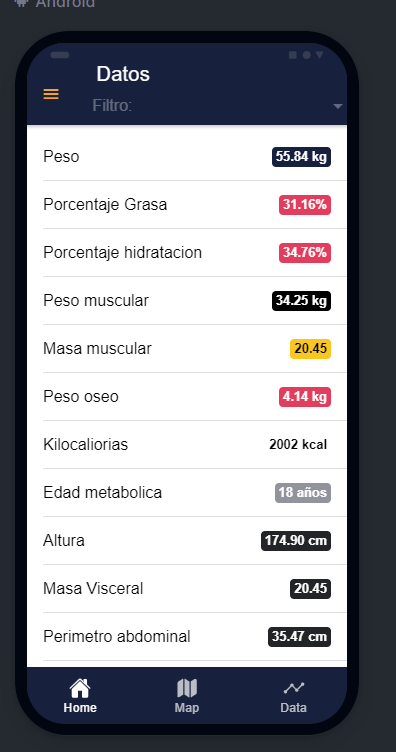 Android
Datos
Filtro:
Peso 55.84 kg
Porcentaje Grasa 31.16%
Porcentaje hidratacion 34.76%
Peso muscular 34.25 kg
Masa muscular 20.45
Peso oseo 4.14 kg
Kilocaliorias 2002 kcal
Edad metabolica 18 años
Altura 174.90 cm
Masa Visceral 20.45
Perimetro abdominal 35.47 cm
Home Map Data